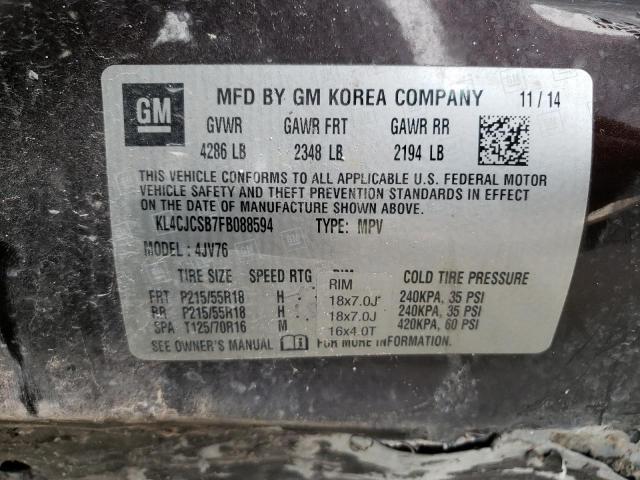 GM MFD BY GM KOREA COMPANY 11 / 14
GVWR GAWR FRT GAWR RR
4286 LB 2348 LB 2194 LB
THIS VEHICLE CONFORMS TO ALL APPLICABLE U.S. FEDERAL MOTOR
VEHICLE SAFETY AND THEFT PREVENTION STANDARDS IN EFFECT
ON THE DATE OF MANUFACTURE SHOWN ABOVE.
KL4CJCSB7FB088594 TYPE: MPV
MODEL: 4JV76
TIRE SIZE SPEED RTG RIM COLD TIRE PRESSURE
FRT P215/55R18 H 18x7.0J 240KPA, 35 PSI
RR P215/55R18 H 18x7.0J 240KPA, 35 PSI
SPA T125/70R16 M 16x4.0T 420KPA, 60 PSI
SEE OWNER'S MANUAL FOR MORE INFORMATION.